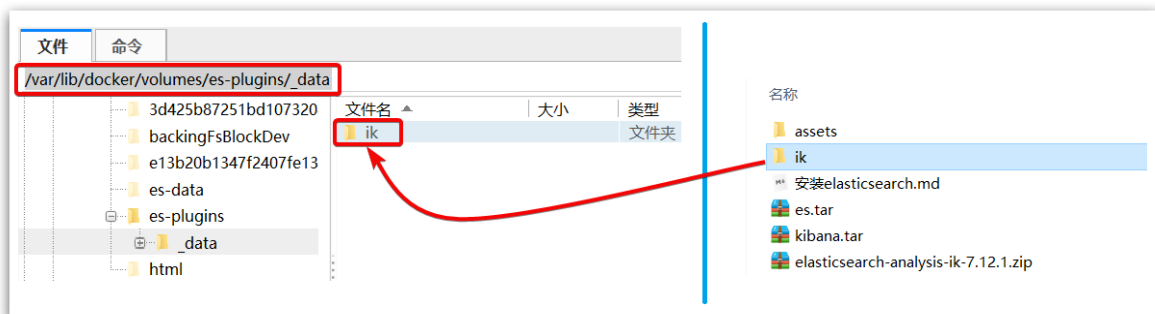 文件 命令
/var/lib/docker/volumes/es-plugins/_data
3d425b87251bd107320
backingFsBlockDev
e13b20b1347f2407fe13
es-data
es-plugins
_data
html
文件名 大小 类型
ik 文件夹
名称
assets
ik
安装elasticsearch.md
es.tar
kibana.tar
elasticsearch-analysis-ik-7.12.1.zip